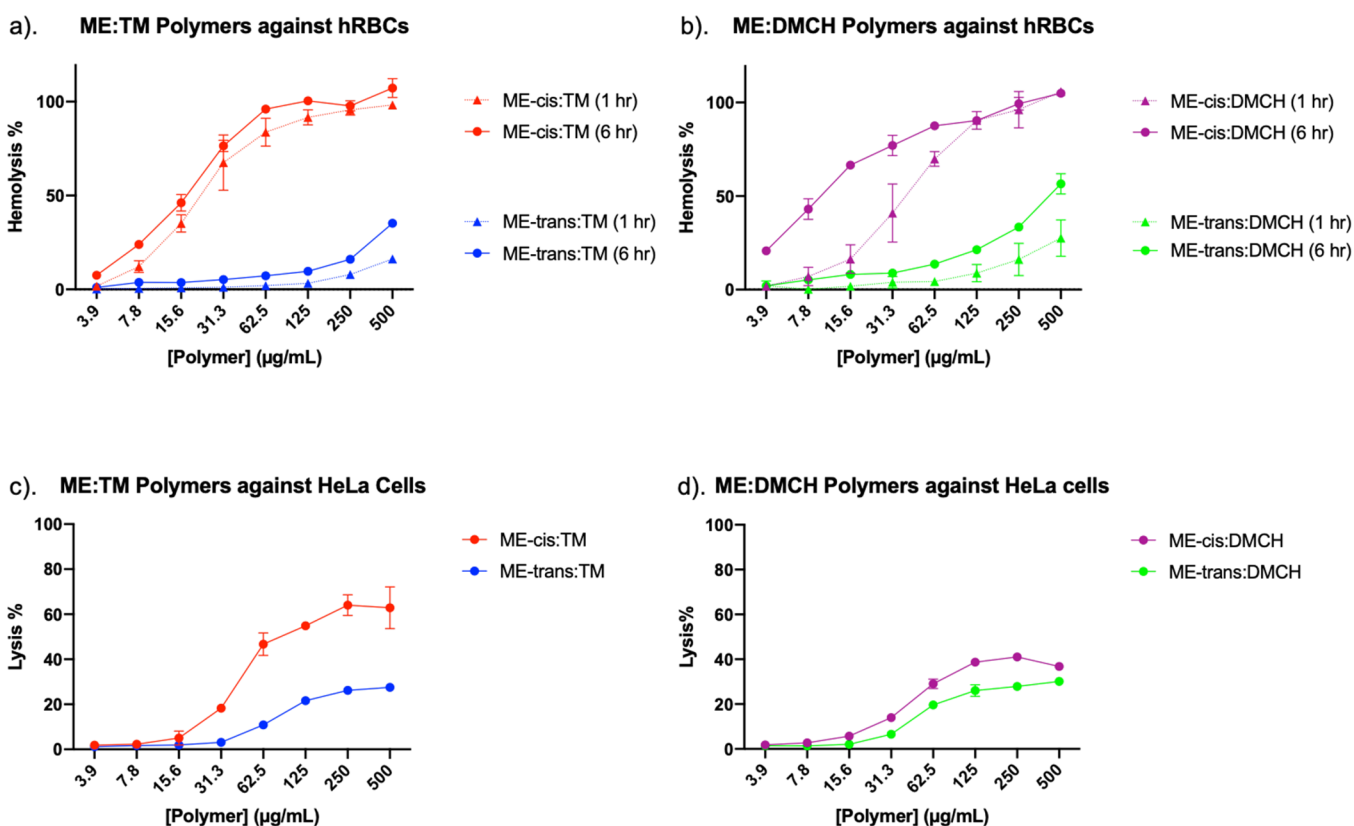 a). ME:TM Polymers against hRBCs
Hemolysis %
100
50
0
3.9 7.8 15.6 31.3 62.5 125 250 500
[Polymer] (µg/mL)
ME-cis:TM (1 hr)
ME-cis:TM (6 hr)
ME-trans:TM (1 hr)
ME-trans:TM (6 hr)
b). ME:DMCH Polymers against hRBCs
Hemolysis %
100
50
0
3.9 7.8 15.6 31.3 62.5 125 250 500
[Polymer] (µg/mL)
ME-cis:DMCH (1 hr)
ME-cis:DMCH (6 hr)
ME-trans:DMCH (1 hr)
ME-trans:DMCH (6 hr)
c). ME:TM Polymers against HeLa Cells
Lysis %
100
80
60
40
20
0
3.9 7.8 15.6 31.3 62.5 125 250 500
[Polymer] (µg/mL)
ME-cis:TM
ME-trans:TM
d). ME:DMCH Polymers against HeLa cells
Lysis%
100
80
60
40
20
0
3.9 7.8 15.6 31.3 62.5 125 250 500
[Polymer] (µg/mL)
ME-cis:DMCH
ME-trans:DMCH